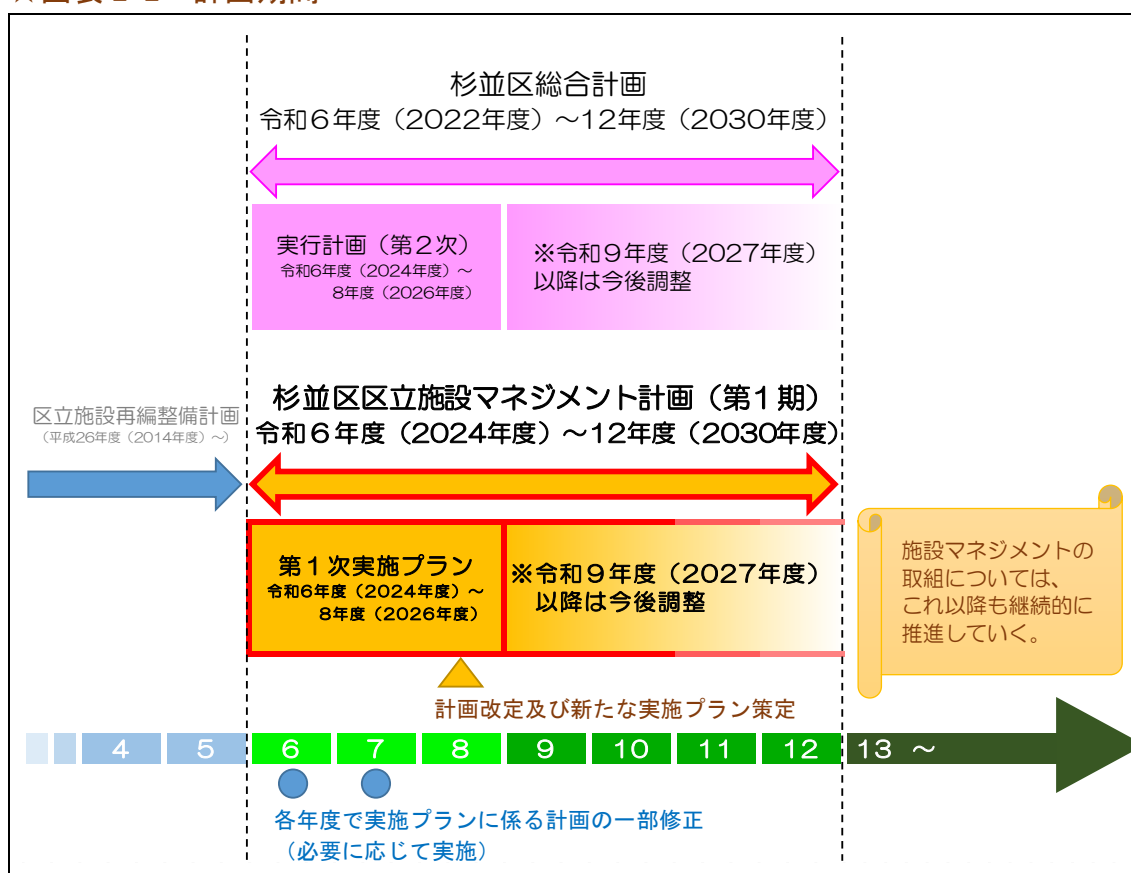 杉並区総合計画
令和６年度（2022年度）～12年度（2030年度）
実行計画（第２次）
令和6年度（2024年度）～
8年度（2026年度）
※令和９年度（2027年度）
以降は今後調整
杉並区区立施設マネジメント計画（第１期）
令和６年度（2024年度）～12年度（2030年度）
区立施設再編整備計画
（平成26年度（2014年度）～）
第１次実施プラン
令和6年度（2024年度）～
8年度（2026年度）
※令和９年度（2027年度）
以降は今後調整
施設マネジメントの
取組については、
これ以降も継続的に
推進していく。
計画改定及び新たな実施プラン策定
4 5 6 7 8 9 10 11 12 13 ～
各年度で実施プランに係る計画の一部修正
（必要に応じて実施）